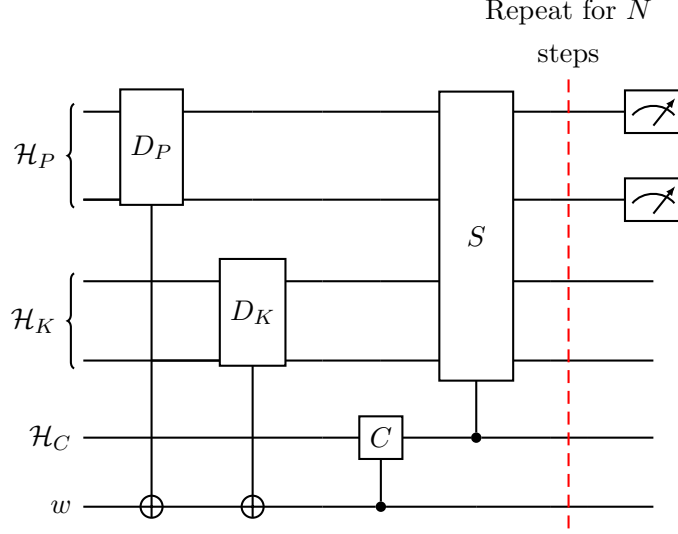 Repeat for N
steps
D_P
ℋ_P
S
D_K
ℋ_K
ℋ_C
C
w